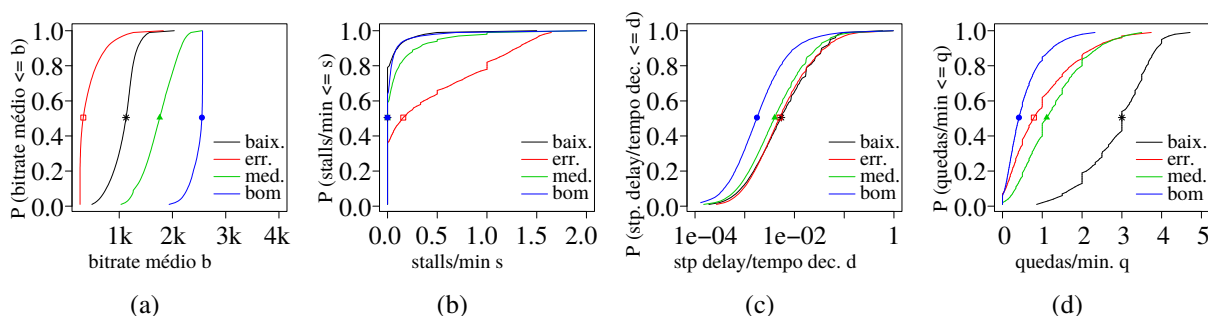 P (bitrate médio <= b)
1.0
0.8
0.6
0.4
0.2
0.0
baix.
err.
med.
bom
1k 2k 3k 4k
bitrate médio b
(a)
P (stalls/min <= s)
1.0
0.8
0.6
0.4
0.2
0.0
baix.
err.
med.
bom
0.0 0.5 1.0 1.5 2.0
stalls/min s
(b)
P (stp. delay/tempo dec. <= d)
1.0
0.8
0.6
0.4
0.2
0.0
baix.
err.
med.
bom
1e-04 1e-02 1
stp delay/tempo dec. d
(c)
P (quedas/min <= q)
1.0
0.8
0.6
0.4
0.2
0.0
baix.
err.
med.
bom
0 1 2 3 4 5
quedas/min. q
(d)